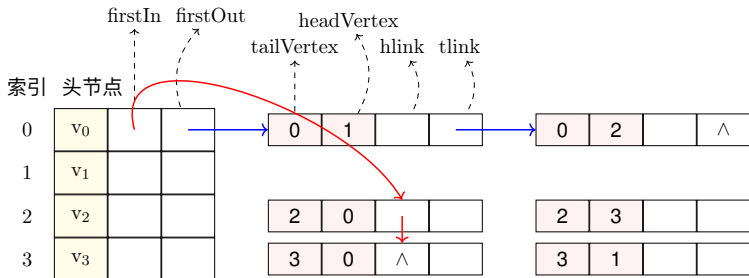 firstIn firstOut headVertex
tailVertex hlink tlink
索引 头节点
0 v0 0 1 0 2 ∧
1 v1
2 v2 2 0 2 3
3 v3 3 0 ∧ 3 1